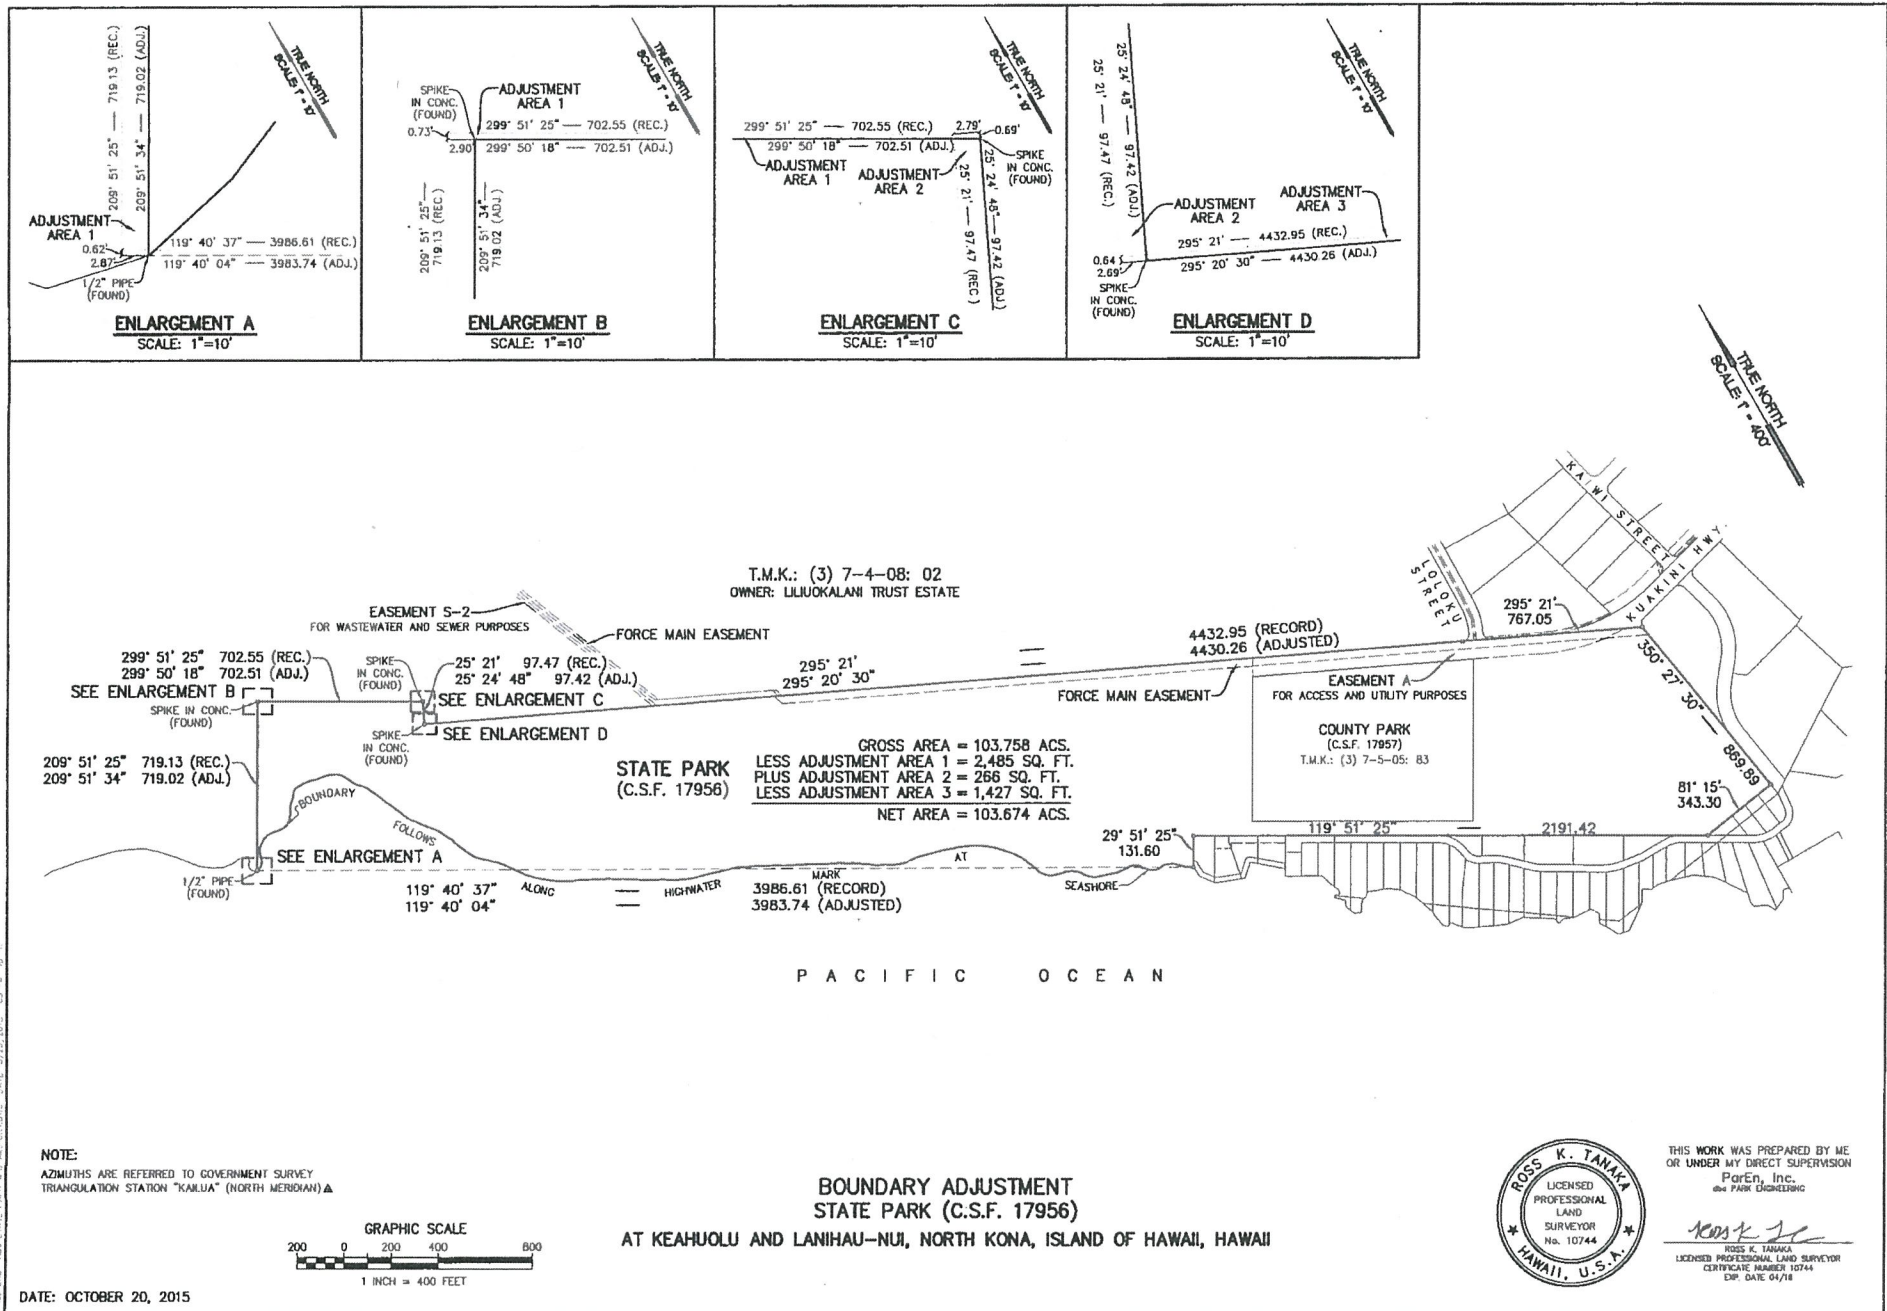 209° 51' 25" — 719.13 (REC.)
209° 51' 34" — 719.02 (ADJ.)
TRUE NORTH
SCALE: 1" = 10'
ADJUSTMENT
AREA 1
0.62'
2.87'
119° 40' 37" — 3986.61 (REC.)
119° 40' 04" — 3983.74 (ADJ.)
1/2" PIPE
(FOUND)
ENLARGEMENT A
SCALE: 1"=10'
SPIKE
IN CONC.
(FOUND)
ADJUSTMENT
AREA 1
TRUE NORTH
SCALE: 1" = 10'
0.73'
299° 51' 25" — 702.55 (REC.)
2.90'
299° 50' 18" — 702.51 (ADJ.)
209° 51' 25" —
719.13 (REC.)
209° 51' 34" —
719.02 (ADJ.)
ENLARGEMENT B
SCALE: 1"=10'
TRUE NORTH
SCALE: 1" = 10'
299° 51' 25" — 702.55 (REC.)
2.79'
0.69'
299° 50' 18" — 702.51 (ADJ.)
ADJUSTMENT
AREA 1
ADJUSTMENT
AREA 2
SPIKE
IN CONC.
(FOUND)
25° 21' — 97.47 (REC.)
25° 24' 48" — 97.42 (ADJ.)
ENLARGEMENT C
SCALE: 1"=10'
25° 21' — 97.47 (REC.)
25° 24' 48" — 97.42 (ADJ.)
TRUE NORTH
SCALE: 1" = 10'
ADJUSTMENT
AREA 2
ADJUSTMENT
AREA 3
295° 21' — 4432.95 (REC.)
0.64'
2.69'
295° 20' 30" — 4430.26 (ADJ.)
SPIKE
IN CONC.
(FOUND)
ENLARGEMENT D
SCALE: 1"=10'
TRUE NORTH
SCALE: 1" = 400'
KAIWI STREET
KUAKINI HWY.
LOLOKU
STREET
T.M.K.: (3) 7-4-08: 02
OWNER: LILIUOKALANI TRUST ESTATE
EASEMENT S-2
FOR WASTEWATER AND SEWER PURPOSES
FORCE MAIN EASEMENT
295° 21'
767.05
4432.95 (RECORD)
4430.26 (ADJUSTED)
299° 51' 25" 702.55 (REC.)
299° 50' 18" 702.51 (ADJ.)
SEE ENLARGEMENT B
SPIKE IN CONC.
(FOUND)
SPIKE
IN CONC.
(FOUND)
25° 21' 97.47 (REC.)
25° 24' 48" 97.42 (ADJ.)
SEE ENLARGEMENT C
295° 21'
295° 20' 30"
FORCE MAIN EASEMENT
EASEMENT A
FOR ACCESS AND UTILITY PURPOSES
350° 27' 30" — 869.89
SPIKE
IN CONC.
(FOUND)
SEE ENLARGEMENT D
COUNTY PARK
(C.S.F. 17957)
T.M.K.: (3) 7-5-05: 83
209° 51' 25" 719.13 (REC.)
209° 51' 34" 719.02 (ADJ.)
STATE PARK
(C.S.F. 17956)
GROSS AREA = 103.758 ACS.
LESS ADJUSTMENT AREA 1 = 2,485 SQ. FT.
PLUS ADJUSTMENT AREA 2 = 266 SQ. FT.
LESS ADJUSTMENT AREA 3 = 1,427 SQ. FT.
NET AREA = 103.674 ACS.
81° 15'
343.30
BOUNDARY
FOLLOWS
ALONG
HIGHWATER
MARK
AT
SEASHORE
29° 51' 25"
131.60
119° 51' 25" — 2191.42
SEE ENLARGEMENT A
1/2" PIPE
(FOUND)
119° 40' 37"
119° 40' 04"
3986.61 (RECORD)
3983.74 (ADJUSTED)
PACIFIC OCEAN
NOTE:
AZIMUTHS ARE REFERRED TO GOVERNMENT SURVEY
TRIANGULATION STATION "KAILUA" (NORTH MERIDIAN)
GRAPHIC SCALE
200 0 200 400 800
1 INCH = 400 FEET
DATE: OCTOBER 20, 2015
BOUNDARY ADJUSTMENT
STATE PARK (C.S.F. 17956)
AT KEAHUOLU AND LANIHAU-NUI, NORTH KONA, ISLAND OF HAWAII, HAWAII
ROSS K. TANAKA
LICENSED
PROFESSIONAL
LAND
SURVEYOR
No. 10744
HAWAII, U.S.A.
THIS WORK WAS PREPARED BY ME
OR UNDER MY DIRECT SUPERVISION
ParEn, Inc.
dba PARK ENGINEERING
ROSS K. TANAKA
LICENSED PROFESSIONAL LAND SURVEYOR
CERTIFICATE NUMBER 10744
EXP. DATE 04/18